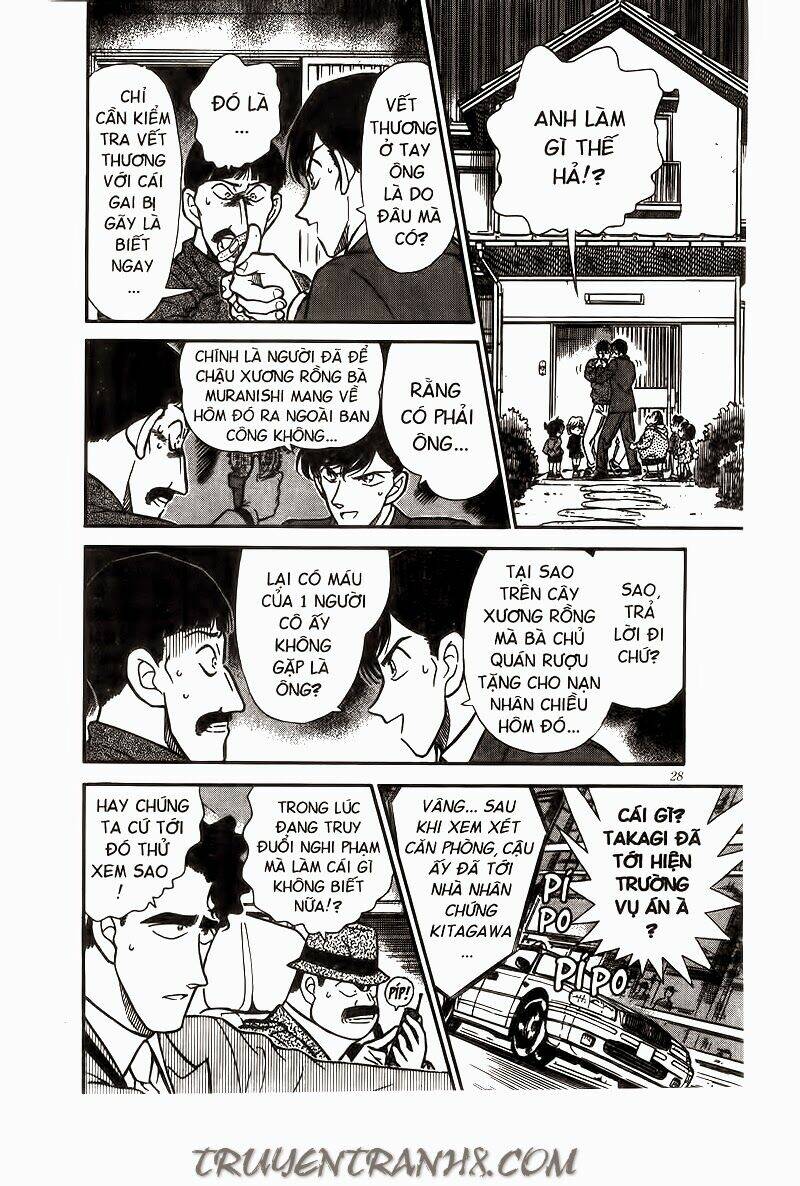 ANH LÀM
GÌ THẾ
HẢ!?
VẾT
THƯƠNG
Ở TAY
ÔNG
LÀ DO
ĐÂU MÀ
CÓ?
ĐÓ LÀ
...
CHỈ
CẦN KIỂM
TRA VẾT
THƯƠNG
VỚI CÁI
GAI BỊ
GÃY LÀ
BIẾT
NGAY
...
RẰNG
CÓ PHẢI
ÔNG...
CHÍNH LÀ NGƯỜI ĐÃ ĐỂ
CHẬU XƯƠNG RỒNG BÀ
MURANISHI MANG VỀ
HÔM ĐÓ RA NGOÀI BAN
CÔNG KHÔNG...
SAO,
TRẢ
LỜI ĐI
CHỨ?
TẠI SAO
TRÊN CÂY
XƯƠNG RỒNG
MÀ BÀ CHỦ
QUÁN RƯỢU
TẶNG CHO NẠN
NHÂN CHIỀU
HÔM ĐÓ...
LẠI CÓ MÁU
CỦA 1 NGƯỜI
CÔ ẤY
KHÔNG
GẶP LÀ
ÔNG?
28
CÁI GÌ?
TAKAGI ĐÃ
TỚI HIỆN
TRƯỜNG
VỤ ÁN À
?
PÍ
PO
PÍ PO
VÂNG... SAU
KHI XEM XÉT
CĂN PHÒNG, CẬU
ẤY ĐÃ TỚI
NHÀ NHÂN
CHỨNG
KITAGAWA
...
TRONG LÚC
ĐANG TRUY
ĐUỔI NGHI PHẠM
MÀ LÀM CÁI GÌ
KHÔNG BIẾT
NỮA!?
PÍP!
HAY CHÚNG
TA CỨ TỚI
ĐÓ THỬ
XEM SAO
!
TRUYENTRANH8.COM